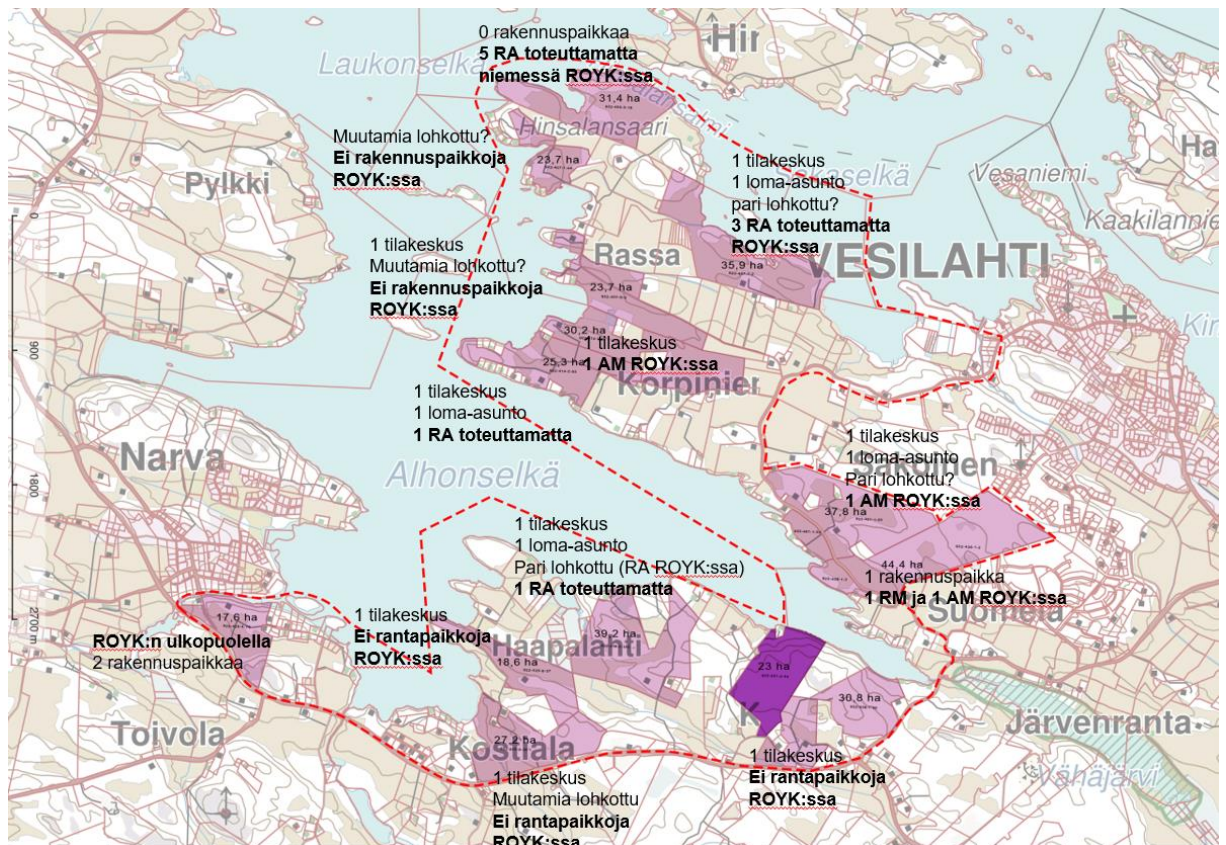 0 rakennuspaikkaa
5 RA toteuttamatta
niemessä ROYK:ssa
Hir
Laukonselkä
31,4 ha
Hinsalansaari
Muutamia lohkottu?
Ei rakennuspaikkoja
ROYK:ssa
23,7 ha
Pylkki
1 tilakeskus
1 loma-asunto
pari lohkottu?
3 RA toteuttamatta
ROYK:ssa
Vesaniemi
Ha
Kaakilannie
0
1 tilakeskus
Muutamia lohkottu?
Ei rakennuspaikkoja
ROYK:ssa
Rassa
35,9 ha
VESILAHTI
23,7 ha
30,2 ha
25,3 ha
1 tilakeskus
1 AM ROYK:ssa
Korpinier
900
1 tilakeskus
1 loma-asunto
1 RA toteuttamatta
Narva
Alhonselkä
1800
1 tilakeskus
1 loma-asunto
Pari lohkottu?
1 AM ROYK:ssa
37,8 ha
44,4 ha
1 rakennuspaikka
1 RM ja 1 AM ROYK:ssa
1 tilakeskus
1 loma-asunto
Pari lohkottu (RA ROYK:ssa)
1 RA toteuttamatta
2700 m
17,6 ha
ROYK:n ulkopuolella
2 rakennuspaikkaa
1 tilakeskus
Ei rantapaikkoja
ROYK:ssa
Haapalahti
39,2 ha
18,6 ha
23 ha
30,8 ha
K
Toivola
Kostiala
27,2 ha
Järvenranta
Vähäjärvi
1 tilakeskus
Muutamia lohkottu
Ei rantapaikkoja
ROYK:ssa
1 tilakeskus
Ei rantapaikkoja
ROYK:ssa